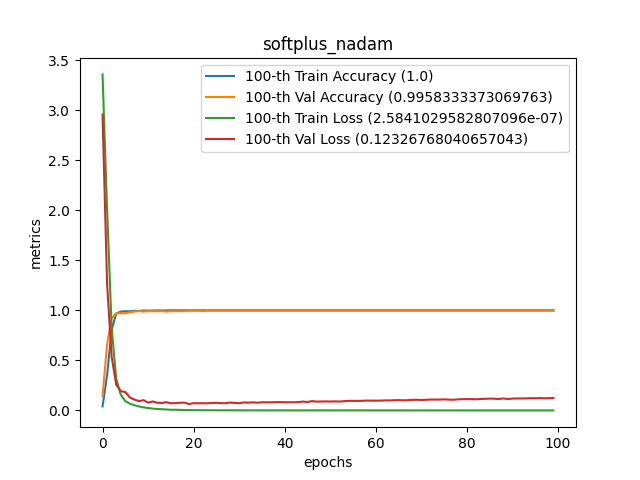 softplus_nadam
3.5
3.0
2.5
2.0
1.5
1.0
0.5
0.0
metrics
100-th Train Accuracy (1.0)
100-th Val Accuracy (0.9958333373069763)
100-th Train Loss (2.5841029582807096e-07)
100-th Val Loss (0.12326768040657043)
0 20 40 60 80 100
epochs